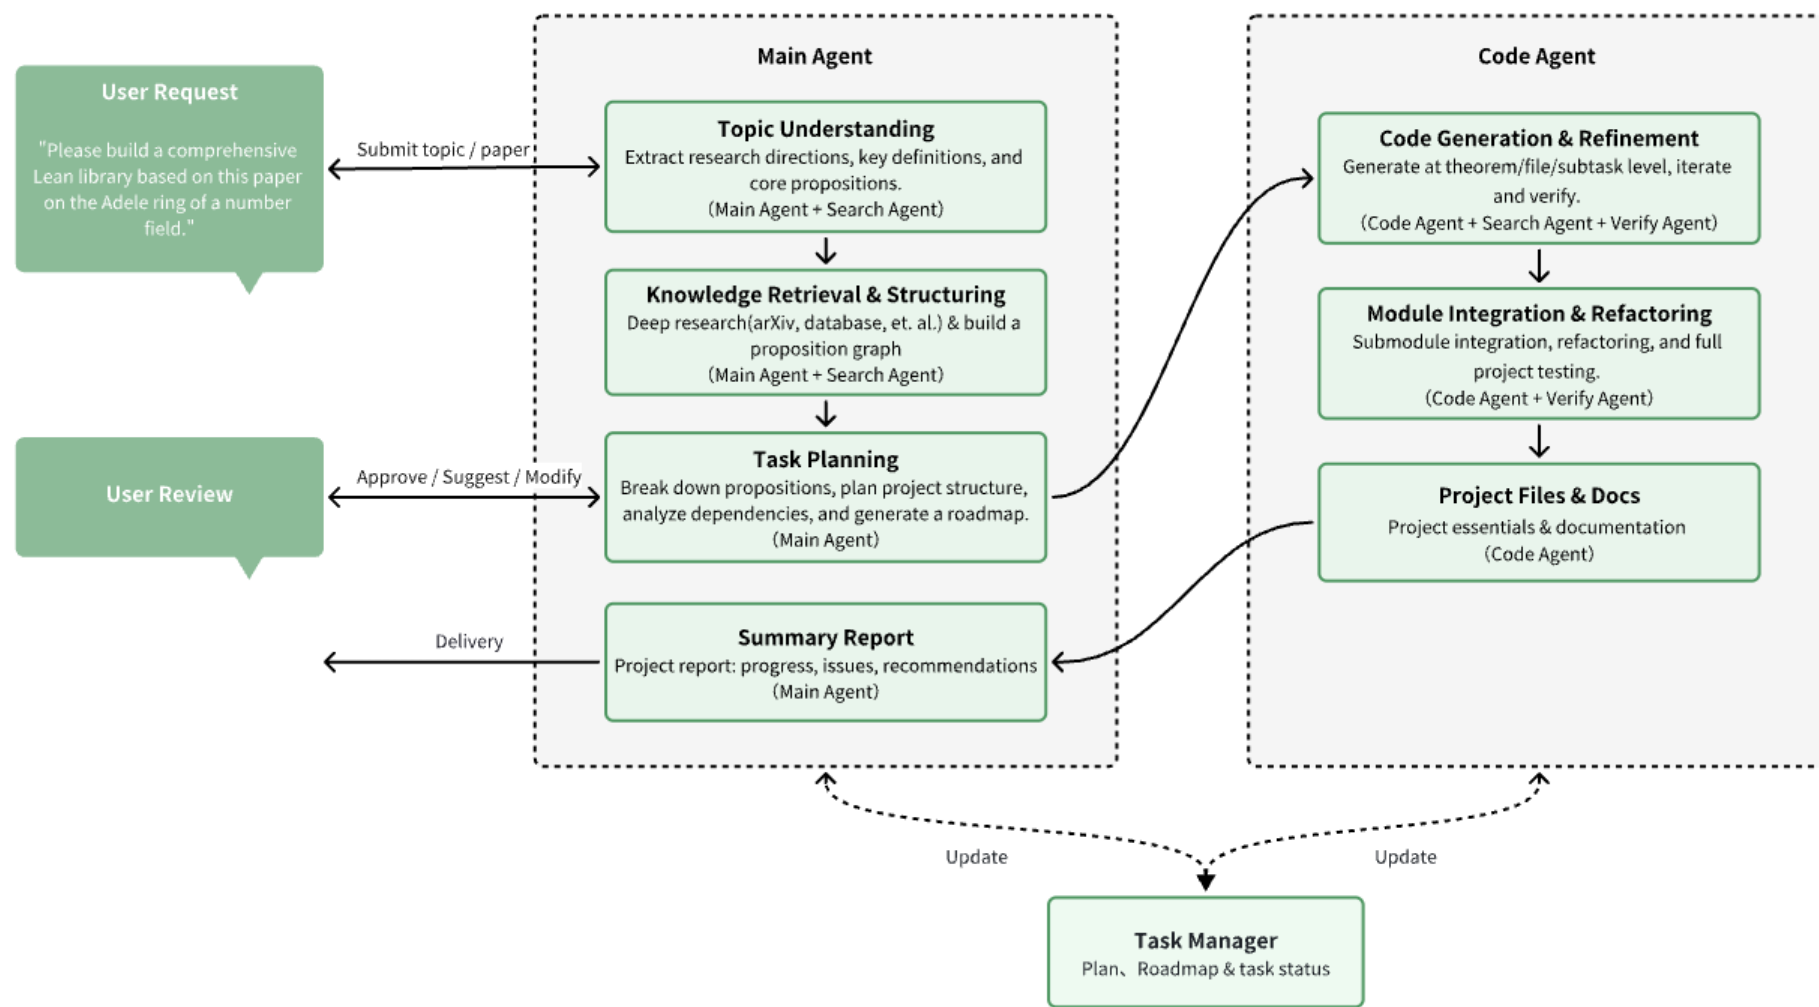 User Request
"Please build a comprehensive
Lean library based on this paper
on the Adele ring of a number
field."
Submit topic / paper
User Review
Approve / Suggest / Modify
Delivery
Main Agent
Topic Understanding
Extract research directions, key definitions, and
core propositions.
（Main Agent + Search Agent）
Knowledge Retrieval & Structuring
Deep research(arXiv, database, et. al.) & build a
proposition graph
（Main Agent + Search Agent）
Task Planning
Break down propositions, plan project structure,
analyze dependencies, and generate a roadmap.
（Main Agent）
Summary Report
Project report: progress, issues, recommendations
（Main Agent）
Code Agent
Code Generation & Refinement
Generate at theorem/file/subtask level, iterate
and verify.
（Code Agent + Search Agent + Verify Agent）
Module Integration & Refactoring
Submodule integration, refactoring, and full
project testing.
（Code Agent + Verify Agent）
Project Files & Docs
Project essentials & documentation
（Code Agent）
Update
Update
Task Manager
Plan、Roadmap & task status